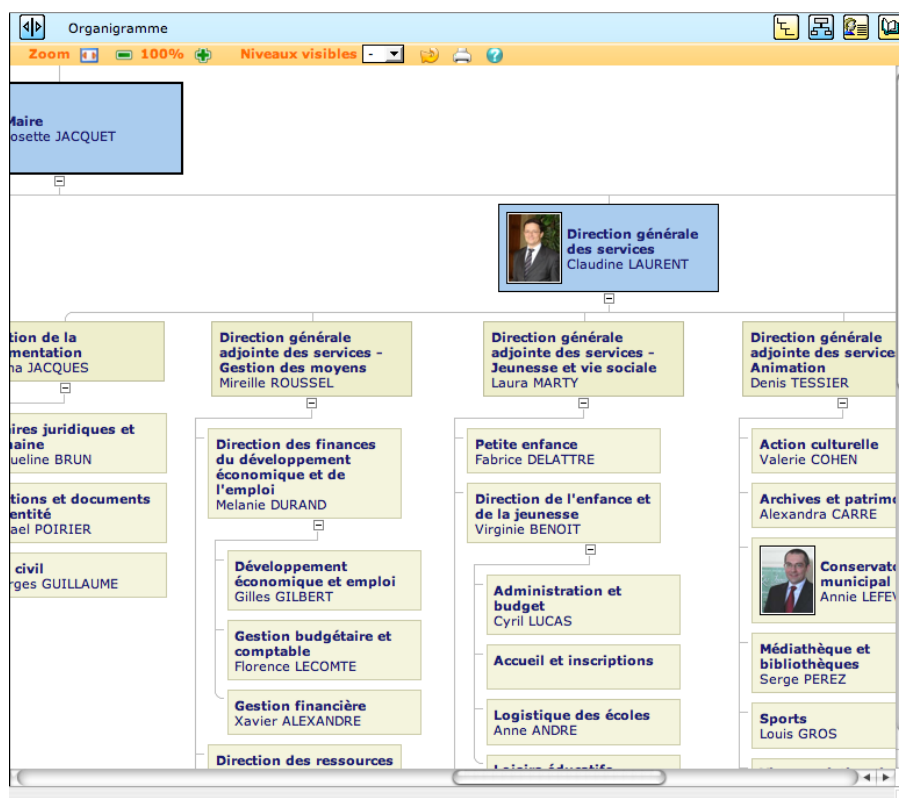 Organigramme
Zoom 100% Niveaux visibles -
Maire
osette JACQUET
Direction générale
des services
Claudine LAURENT
tion de la
mentation
na JACQUES
Direction générale
adjointe des services -
Gestion des moyens
Mireille ROUSSEL
Direction générale
adjointe des services -
Jeunesse et vie sociale
Laura MARTY
Direction générale
adjointe des service
Animation
Denis TESSIER
ires juridiques et
maine
ueline BRUN
tions et documents
entité
ael POIRIER
civil
rges GUILLAUME
Direction des finances
du développement
économique et de
l'emploi
Melanie DURAND
Développement
économique et emploi
Gilles GILBERT
Gestion budgétaire et
comptable
Florence LECOMTE
Gestion financière
Xavier ALEXANDRE
Direction des ressources
Petite enfance
Fabrice DELATTRE
Direction de l'enfance et
de la jeunesse
Virginie BENOIT
Administration et
budget
Cyril LUCAS
Accueil et inscriptions
Logistique des écoles
Anne ANDRE
Loisirs éducatifs
Action culturelle
Valerie COHEN
Archives et patrimo
Alexandra CARRE
Conservato
municipal
Annie LEFEV
Médiathèque et
bibliothèques
Serge PEREZ
Sports
Louis GROS